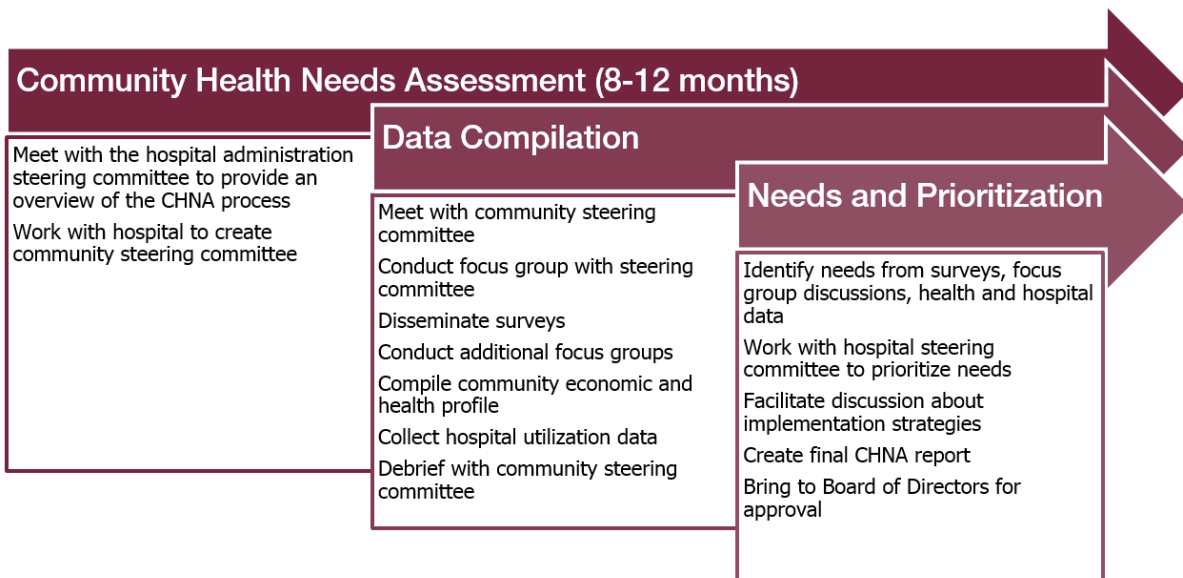 Community Health Needs Assessment (8-12 months)
Meet with the hospital administration
steering committee to provide an
overview of the CHNA process
Work with hospital to create
community steering committee
Data Compilation
Meet with community steering
committee
Conduct focus group with steering
committee
Disseminate surveys
Conduct additional focus groups
Compile community economic and
health profile
Collect hospital utilization data
Debrief with community steering
committee
Needs and Prioritization
Identify needs from surveys, focus
group discussions, health and hospital
data
Work with hospital steering
committee to prioritize needs
Facilitate discussion about
implementation strategies
Create final CHNA report
Bring to Board of Directors for
approval